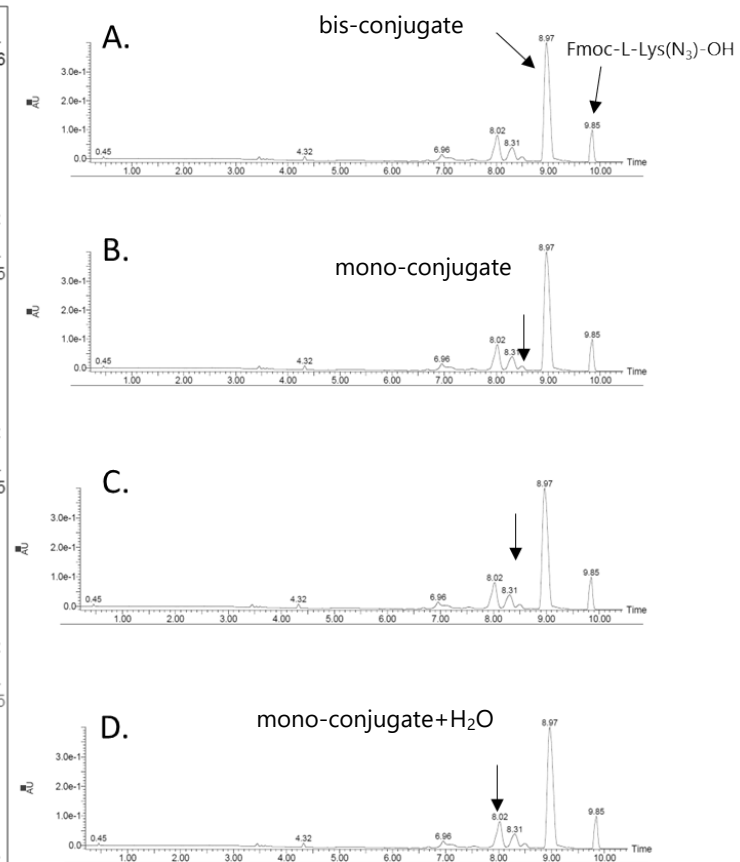 A.
bis-conjugate
Fmoc-L-Lys(N₃)-OH
AU
3.0e-1
2.0e-1
1.0e-1
0.0
0.45
4.32
6.96
8.02
8.31
8.97
9.85
Time
1.00 2.00 3.00 4.00 5.00 6.00 7.00 8.00 9.00 10.00
B.
mono-conjugate
AU
3.0e-1
2.0e-1
1.0e-1
0.0
0.45
4.32
6.96
8.02
8.31
8.97
9.85
Time
1.00 2.00 3.00 4.00 5.00 6.00 7.00 8.00 9.00 10.00
C.
AU
3.0e-1
2.0e-1
1.0e-1
0.0
0.45
4.32
6.96
8.02
8.31
8.97
9.85
Time
1.00 2.00 3.00 4.00 5.00 6.00 7.00 8.00 9.00 10.00
D.
mono-conjugate+H₂O
AU
3.0e-1
2.0e-1
1.0e-1
0.0
0.45
4.32
6.96
8.02
8.31
8.97
9.85
Time
1.00 2.00 3.00 4.00 5.00 6.00 7.00 8.00 9.00 10.00